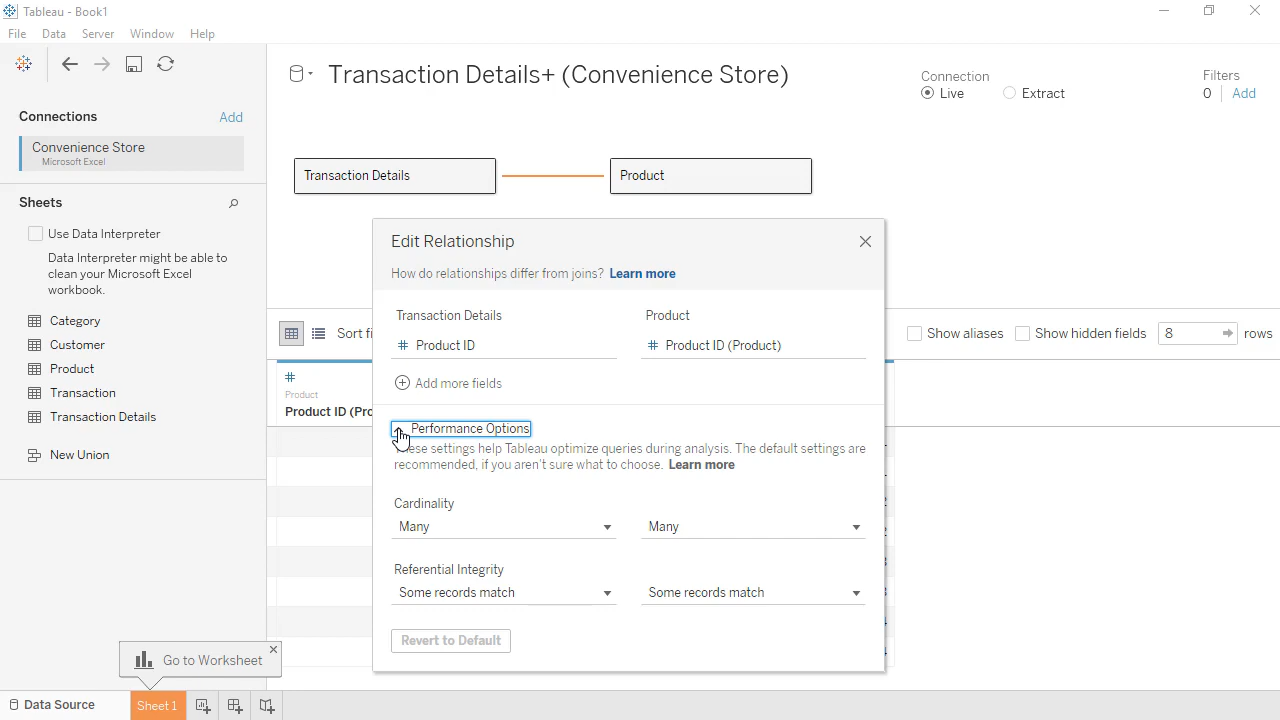 Tableau - Book1
File Data Server Window Help
Transaction Details+ (Convenience Store)
Connection
Live Extract
Filters
0 Add
Connections Add
Convenience Store
Microsoft Excel
Transaction Details Product
Sheets
Use Data Interpreter
Data Interpreter might be able to
clean your Microsoft Excel
workbook.
Category
Customer
Product
Transaction
Transaction Details
New Union
Edit Relationship
How do relationships differ from joins? Learn more
Transaction Details Product
# Product ID # Product ID (Product)
Add more fields
Performance Options
These settings help Tableau optimize queries during analysis. The default settings are
recommended, if you aren't sure what to choose. Learn more
Cardinality
Many Many
Referential Integrity
Some records match Some records match
Revert to Default
Sort fi
Show aliases Show hidden fields 8 rows
#
Product
Product ID (Pro
Go to Worksheet
Data Source Sheet 1